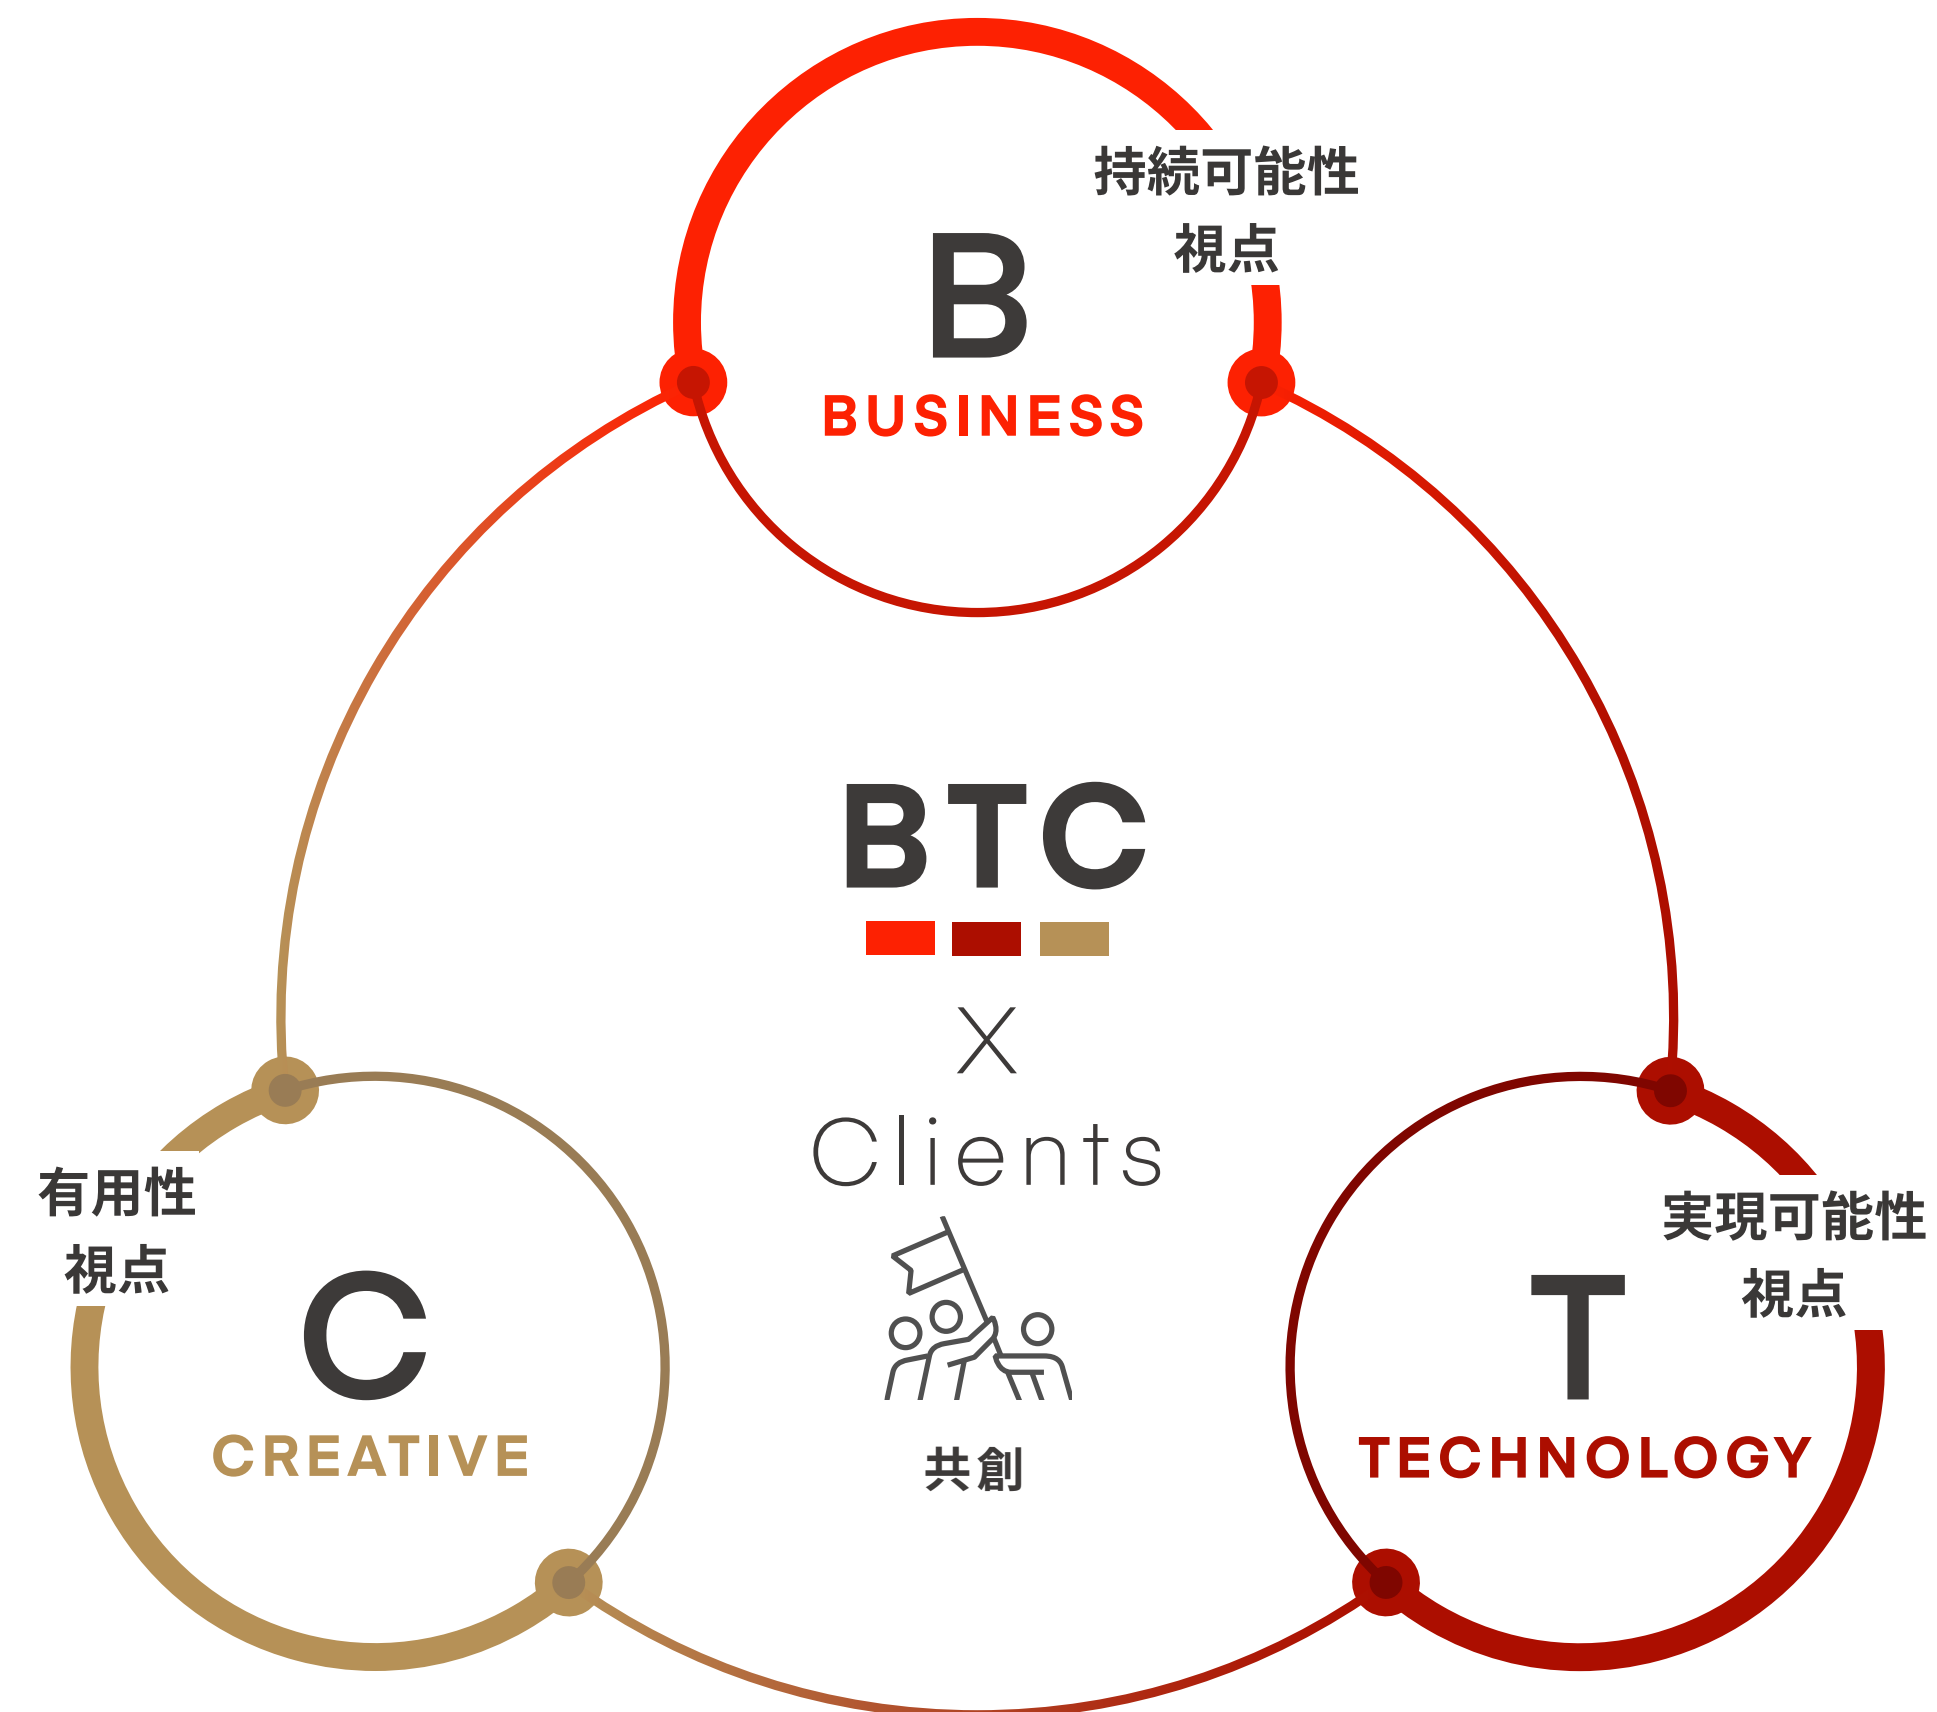 持続可能性
視点
B
BUSINESS
BTC
X
Clients
共創
有用性
視点
C
CREATIVE
実現可能性
視点
T
TECHNOLOGY